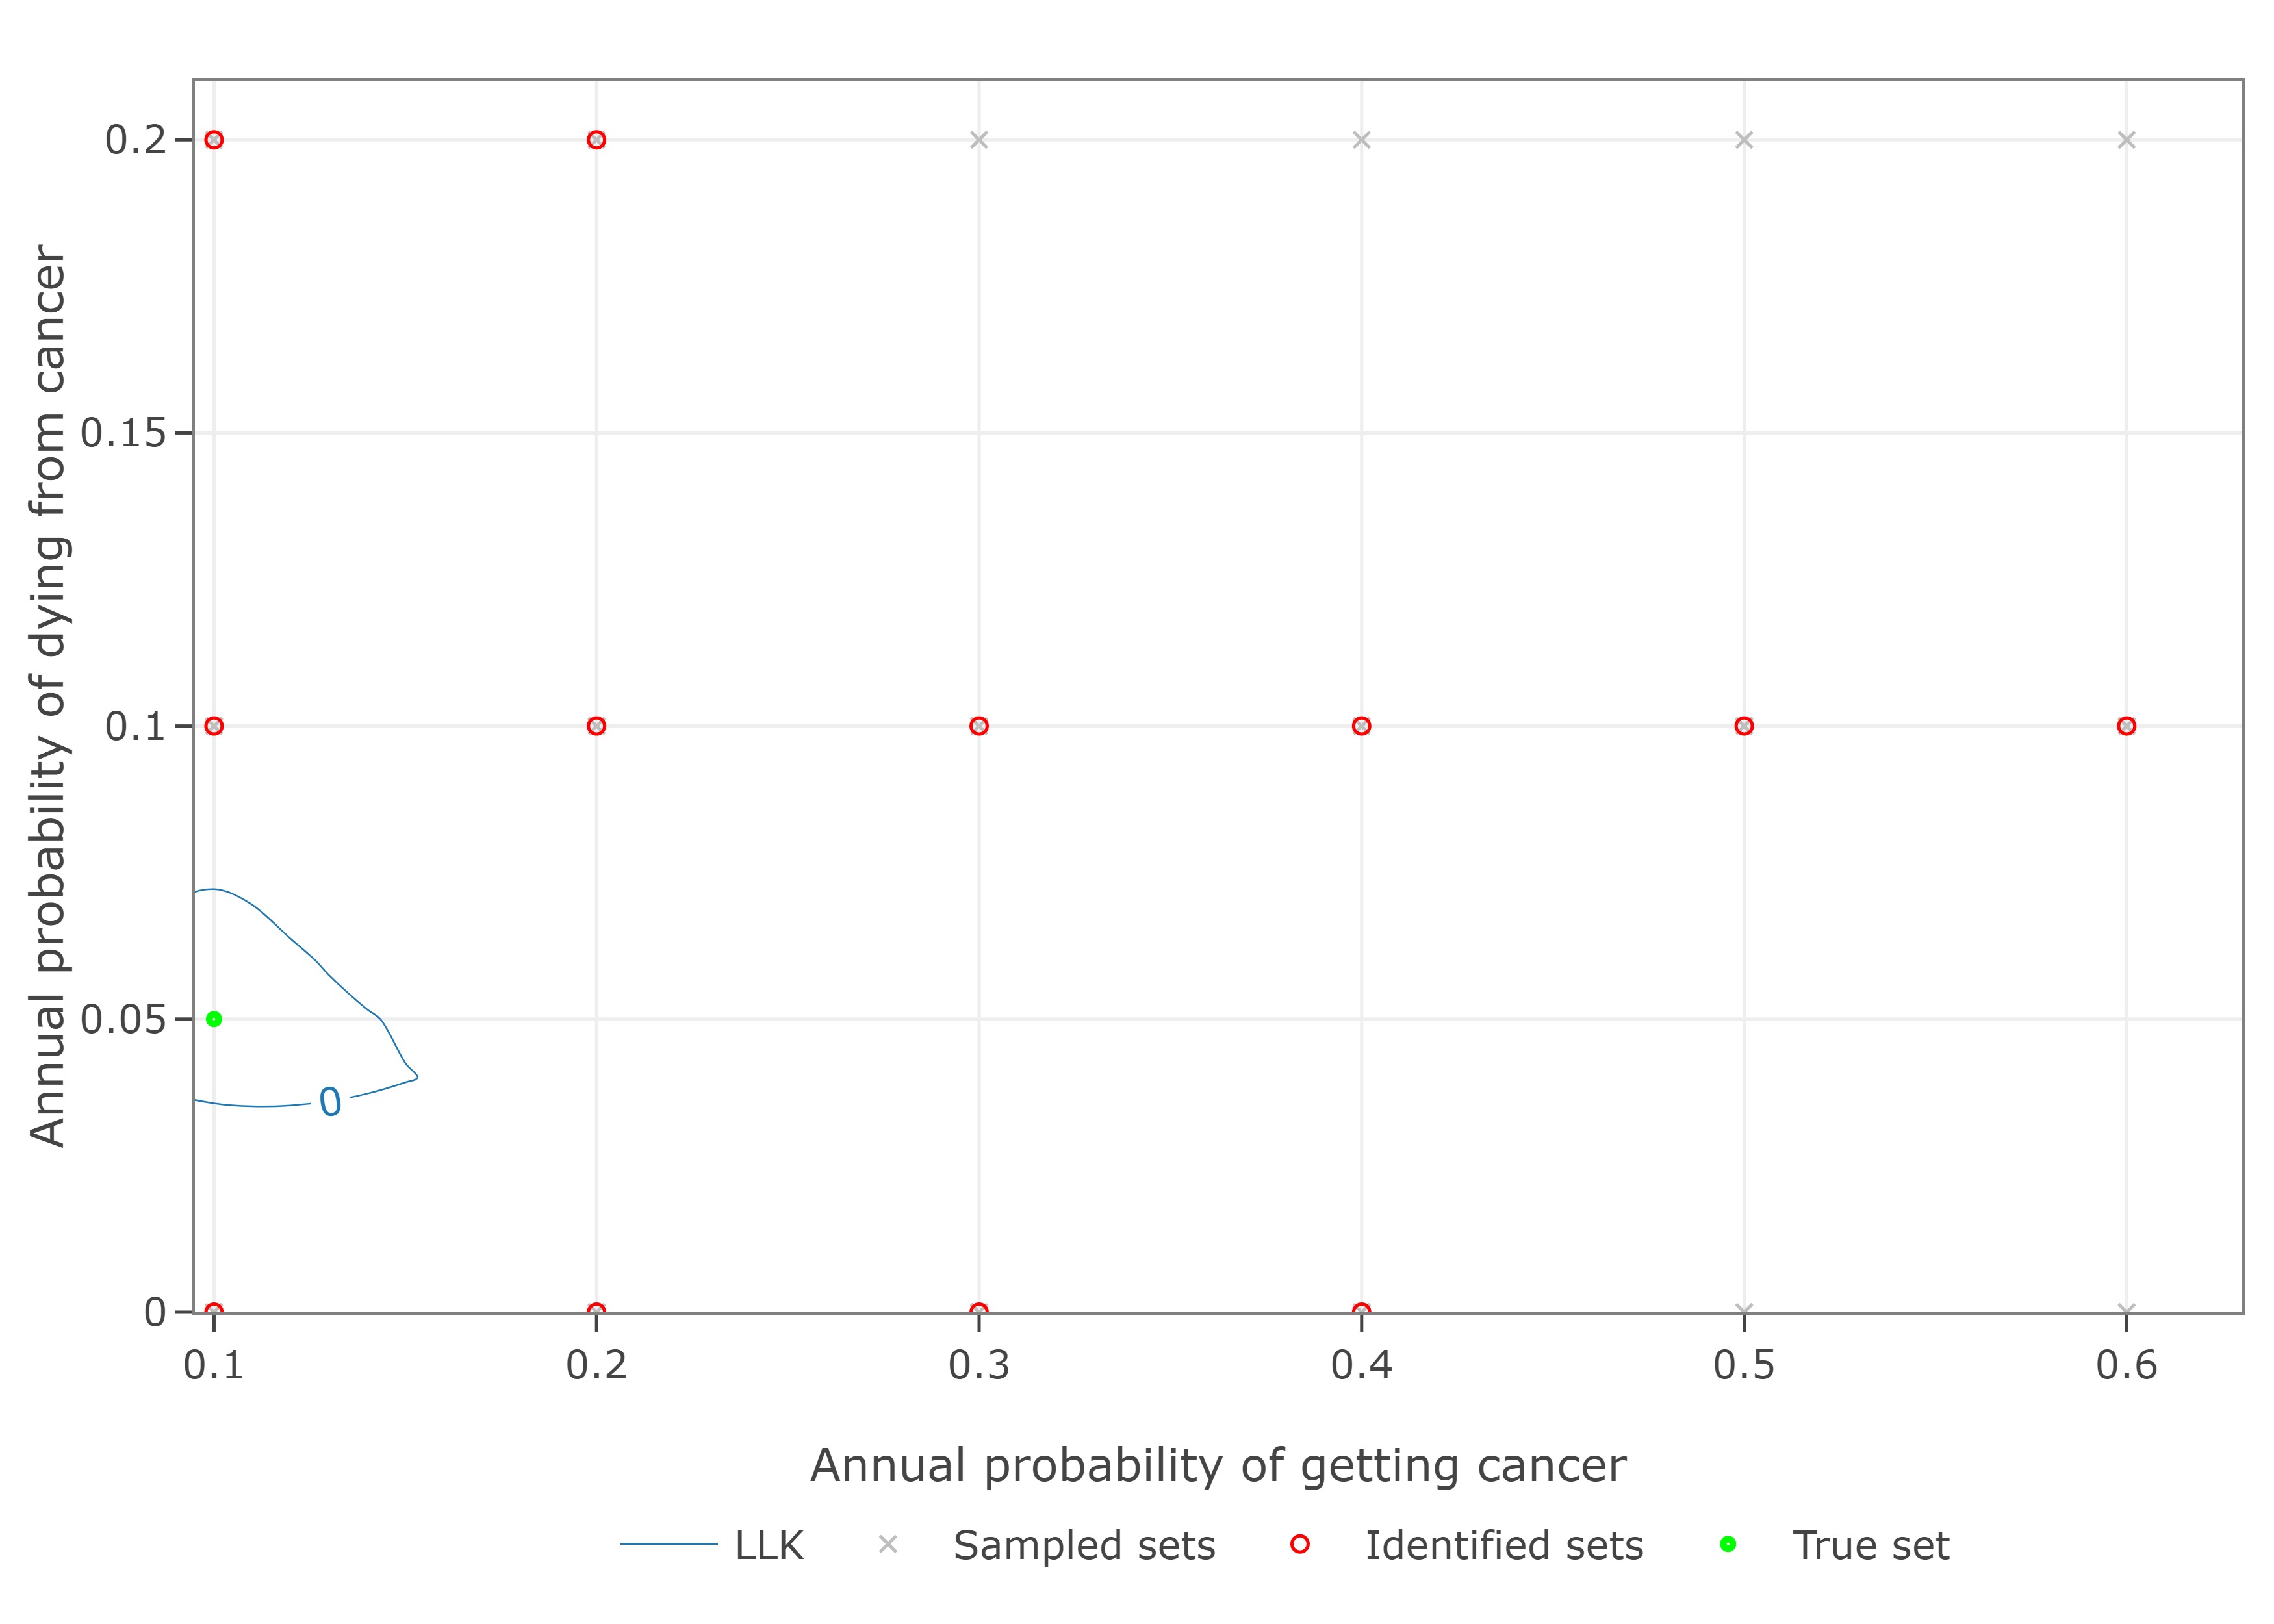 Annual probability of dying from cancer
0.2
0.15
0.1
0.05
0
0
0.1 0.2 0.3 0.4 0.5 0.6
Annual probability of getting cancer
LLK Sampled sets Identified sets True set